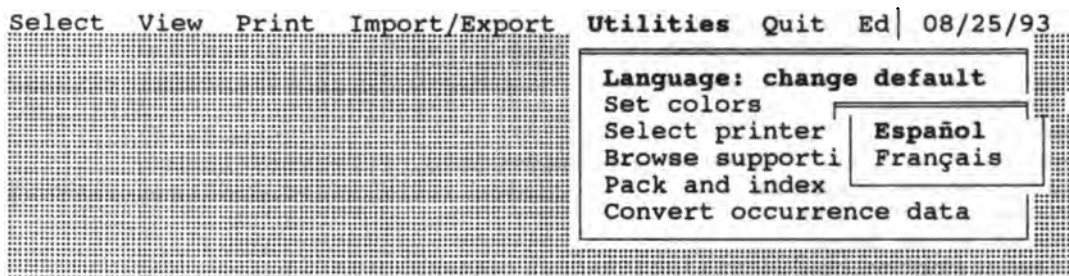 Select View Print Import/Export Utilities Quit Ed| 08/25/93
Language: change default
Set colors
Select printer
Browse supporti
Pack and index
Convert occurrence data
Español
Français